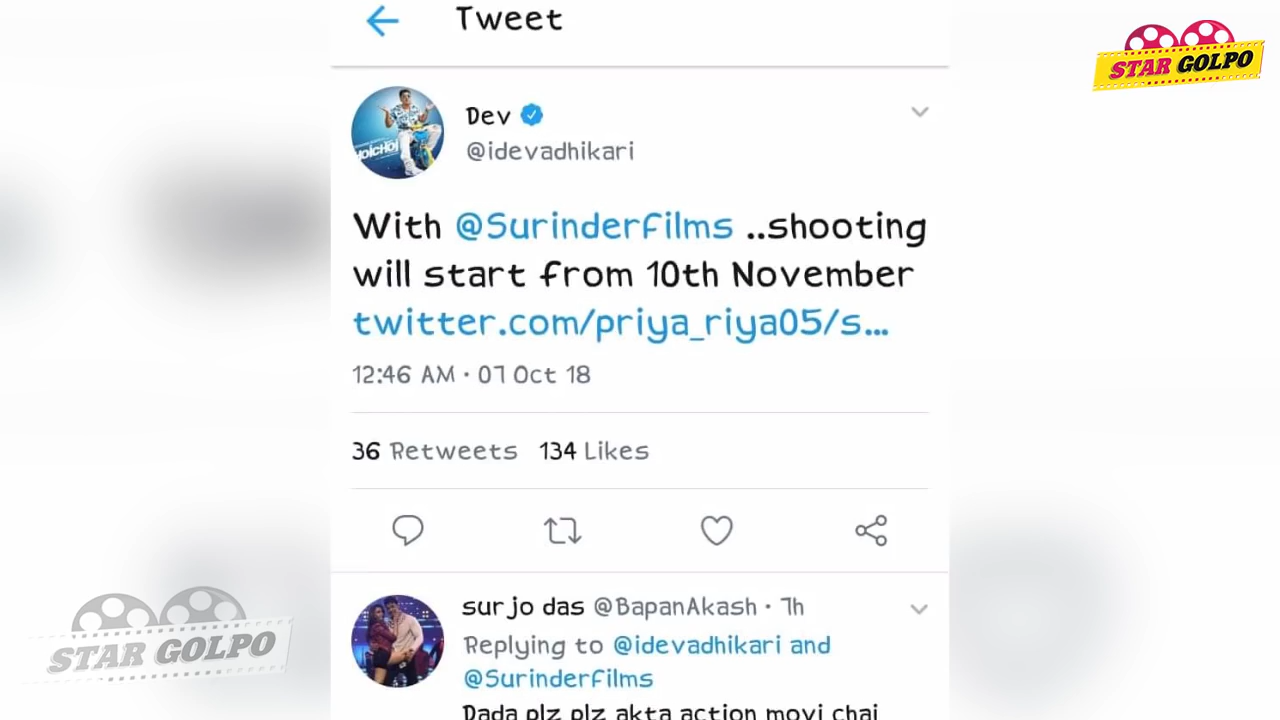 Tweet
STAR GOLPO
Dev
@idevadhikari
HOICHOI
With @SurinderFilms ..shooting
will start from 10th November
twitter.com/priya_riya05/s...
12:46 AM · 07 Oct 18
36 Retweets 134 Likes
surjo das @BapanAkash · 7h
Replying to @idevadhikari and
@SurinderFilms
Dada plz plz akta action movi chai
STAR GOLPO